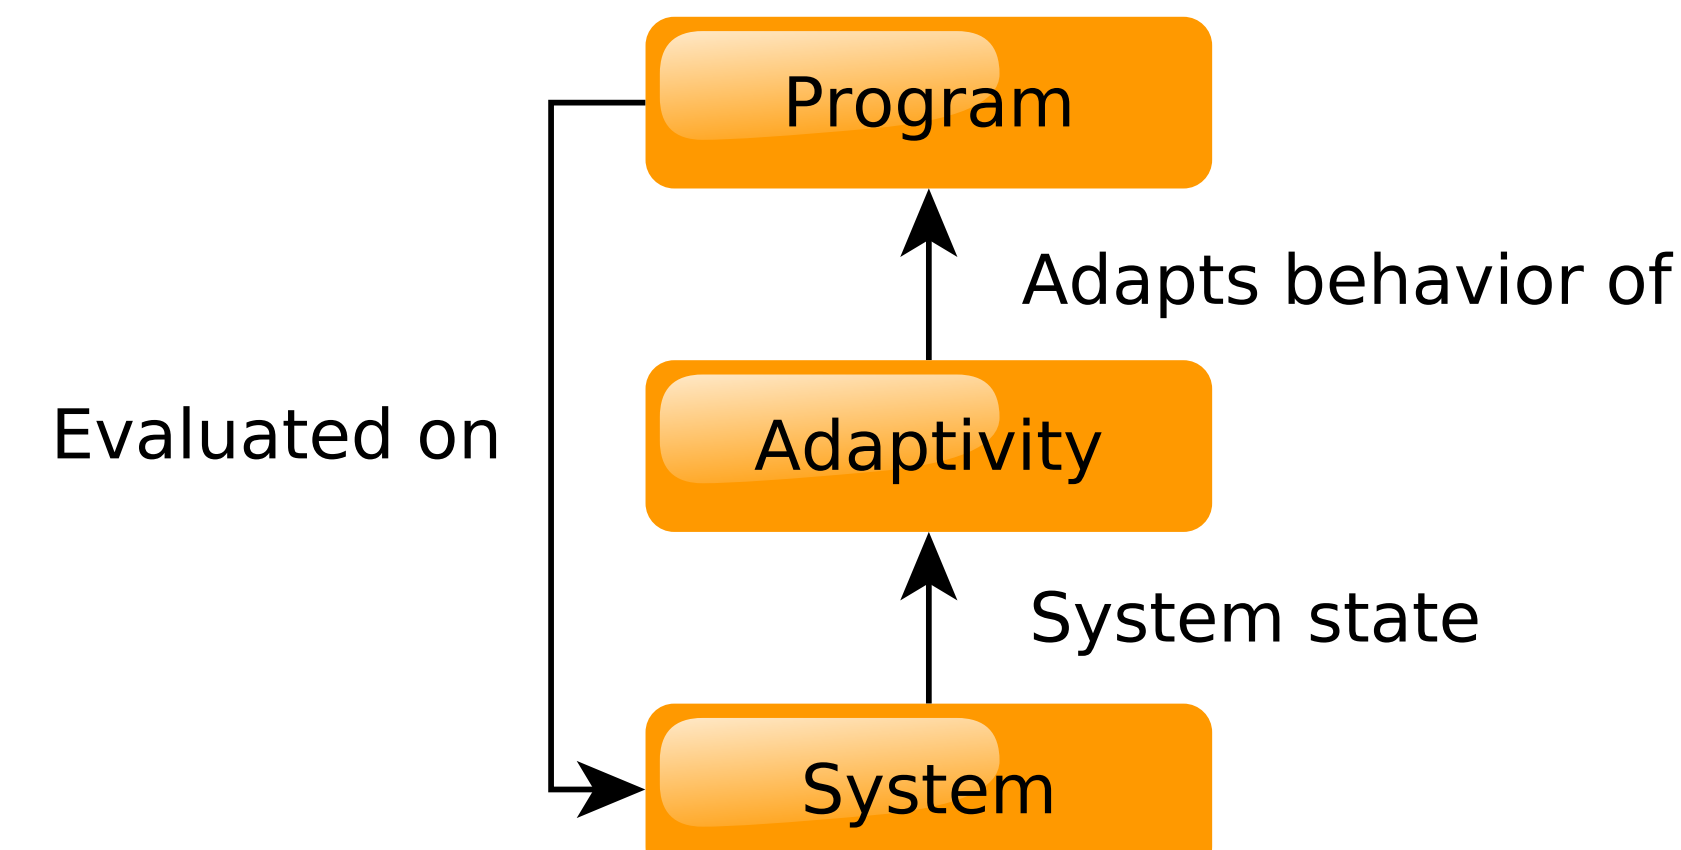 Program
Adapts behavior of
Evaluated on
Adaptivity
System state
System